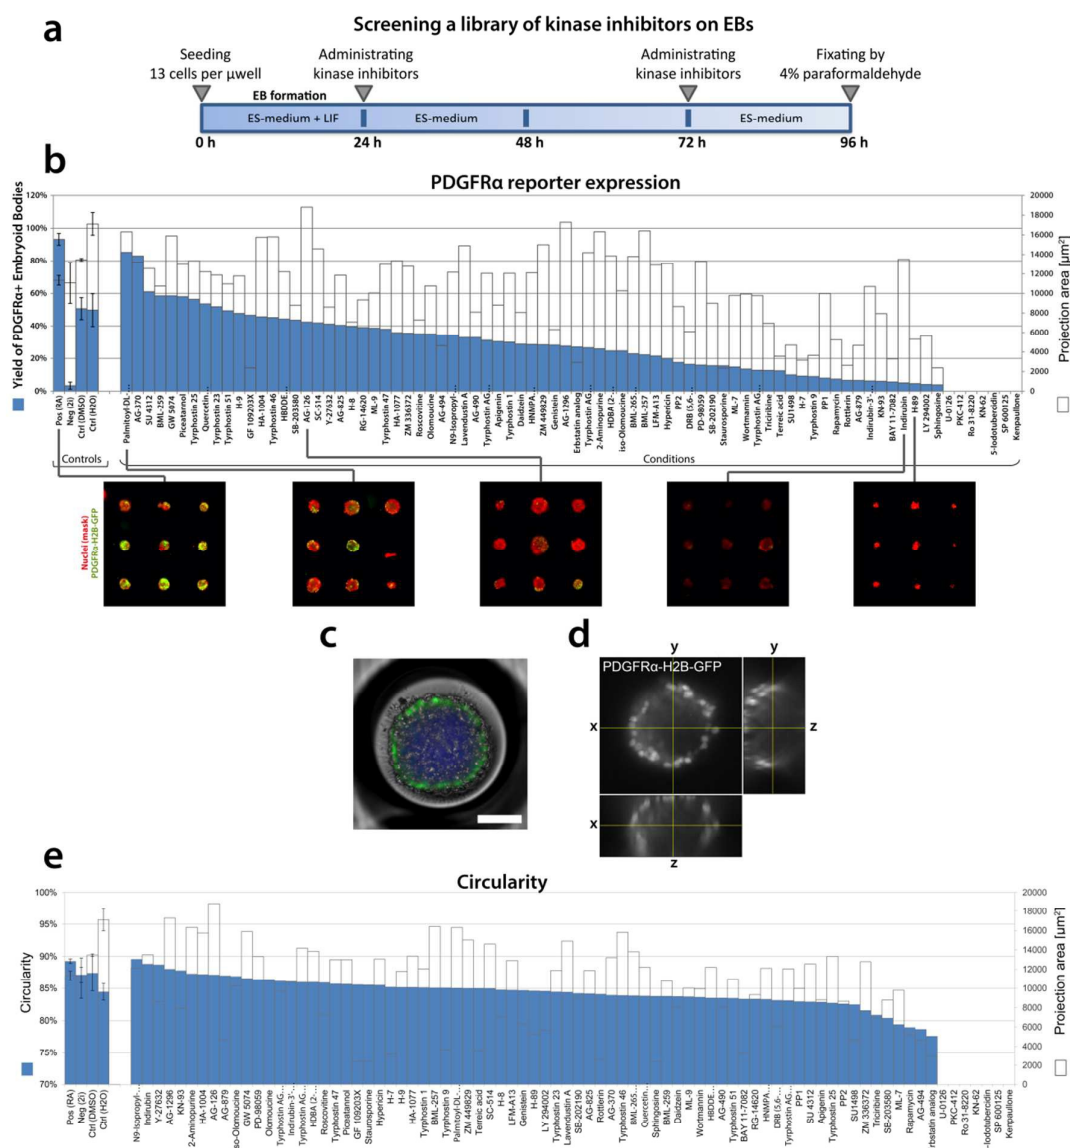 a
Screening a library of kinase inhibitors on EBs
Seeding
13 cells per µwell
Administrating
kinase inhibitors
Administrating
kinase inhibitors
Fixating by
4% paraformaldehyde
EB formation
ES-medium + LIF
ES-medium
ES-medium
0 h
24 h
48 h
72 h
96 h
b
PDGFRα reporter expression
Yield of PDGFRα+ Embryoid Bodies
120%
100%
80%
60%
40%
20%
0%
20000
18000
16000
14000
12000
10000
8000
6000
4000
2000
0
Projection area [µm²]
Pos (RA)
Neg (2i)
Ctrl (DMSO)
Ctrl (H2O)
Palmitoyl-DL-…
AG-370
SU 4312
BML-259
GW 5074
Piceatannol
Tyrphostin 25
Quercetin…
Tyrphostin 23
Tyrphostin 51
H-9
GF 109203X
HA-1004
Tyrphostin 46
HBDDE…
SB-203580
AG-126
SC-514
Y-27632
AG-825
H-8
RG-14620
ML-9
Tyrphostin 47
HA-1077
ZM 336372
Roscovitine
Olomoucine
AG-494
N9-Isopropyl-…
Lavendustin A
AG-490
Tyrphostin AG…
Apigenin
Tyrphostin 1
Daidzein
HNMPA…
ZM 449829
Genistein
AG-1296
Erbstatin analog
Tyrphostin AG…
2-Aminopurine
HDBA (2-…
iso-Olomoucine
BML-265…
BML-257
LFM-A13
Hypericin
PP2
DRB (5,6-…
PD-98059
SB-202190
Staurosporine
ML-7
Wortmannin
Tyrphostin AG…
Triciribine
Terreic acid
SU1498
H-7
Tyrphostin 9
PP1
Rapamycin
Rottlerin
AG-879
Indirubin-3'-…
KN-93
BAY 11-7082
Indirubin
H-89
LY 294002
Sphingosine
U-0126
PKC-412
Ro 31-8220
KN-62
5-Iodotubercidin
SP 600125
Kenpaullone
Controls
Conditions
Nuclei (mask)
PDGFRα-H2B-GFP
c
d
y
y
PDGFRα-H2B-GFP
x
z
x
z
e
Circularity
Circularity
100%
95%
90%
85%
80%
75%
70%
20000
18000
16000
14000
12000
10000
8000
6000
4000
2000
0
Projection area [µm²]
Pos (RA)
Neg (2i)
Ctrl (DMSO)
Ctrl (H2O)
N9-Isopropyl-…
Indirubin
Y-27632
AG-1296
KN-93
2-Aminopurine
HA-1004
AG-126
AG-879
iso-Olomoucine
GW 5074
PD-98059
Olomoucine
Tyrphostin AG…
Indirubin-3'-…
HDBA (2-…
Rosovitine
Tyrphostin 47
Piceatannol
GF 109203X
Staurosporine
Hypericin
H-7
H-9
HA-1077
Tyrphostin 1
BML-257
Tyrphostin 9
Palmitoyl-DL-…
ZM 449829
Terreic acid
SC-514
H-8
LFM-A13
Genistein
H-89
LY 294002
Tyrphostin 23
Lavendustin A
SB-202190
AG-825
Rottlerin
AG-370
Tyrphostin 46
BML-265…
Quercetin…
Sphingosine
BML-259
Daidzein
ML-9
Wortmannin
HBDDE…
Tyrphostin 51
BAY 11-7082
RG-14620
HNMPA…
DRB (5,6-…
Tyrphostin AG…
PP1
SU 4312
Apigenin
Tyrphostin 25
PP2
SU1498
ZM 336372
Triciribine
SB-203580
ML-7
Rapamycin
AG-494
Erbstatin analog
U-0126
PKC-412
Ro 31-8220
KN-62
SP 600125
Kenpaullone